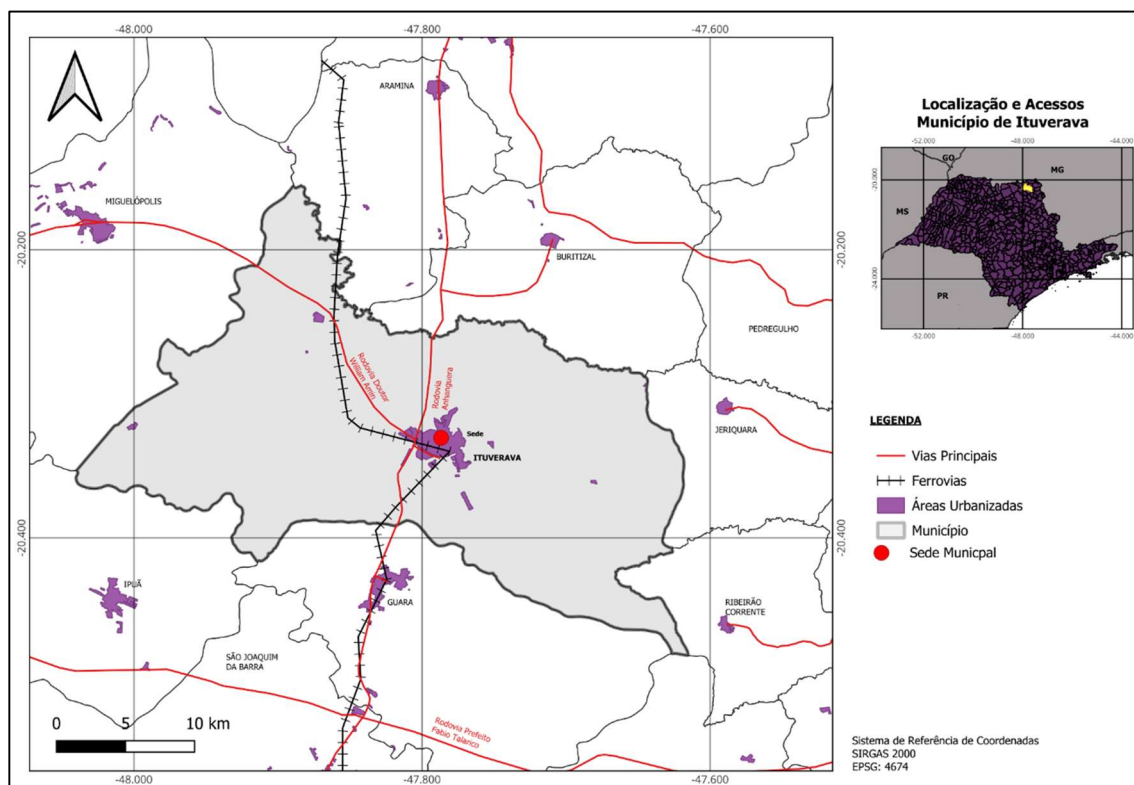 -48.000
-47.800
-47.600
ARAMINA
MIGUELÓPOLIS
-20.200
-20.200
BURITIZAL
PEDREGULHO
Rodovia Doutor
William Amin
Rodovia
Anhanguera
Sede
ITUVERAVA
JERIQUARA
-20.400
-20.400
IPUÃ
GUARA
RIBEIRÃO
CORRENTE
SÃO JOAQUIM
DA BARRA
Rodovia Prefeito
Fabio Talarico
0 5 10 km
-48.000
-47.800
-47.600
Localização e Acessos
Município de Ituverava
-52.000
-48.000
-44.000
GO
MG
-20.000
-20.000
MS
-24.000
-24.000
PR
-52.000
-48.000
-44.000
LEGENDA
Vias Principais
Ferrovias
Áreas Urbanizadas
Município
Sede Municpal
Sistema de Referência de Coordenadas
SIRGAS 2000
EPSG: 4674